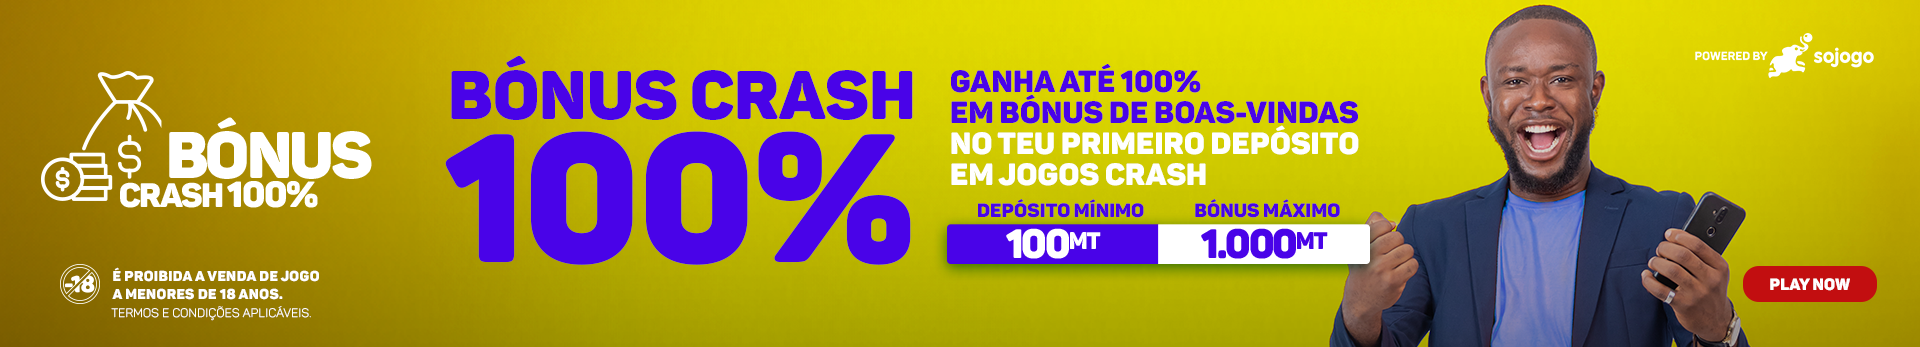 $
$
BÓNUS
CRASH 100%
-18
É PROIBIDA A VENDA DE JOGO
A MENORES DE 18 ANOS.
TERMOS E CONDIÇÕES APLICÁVEIS.
BÓNUS CRASH
100%
GANHA ATÉ 100%
EM BÓNUS DE BOAS-VINDAS
NO TEU PRIMEIRO DEPÓSITO
EM JOGOS CRASH
DEPÓSITO MÍNIMO
100MT
BÓNUS MÁXIMO
1.000MT
POWERED BY sojogo
PLAY NOW